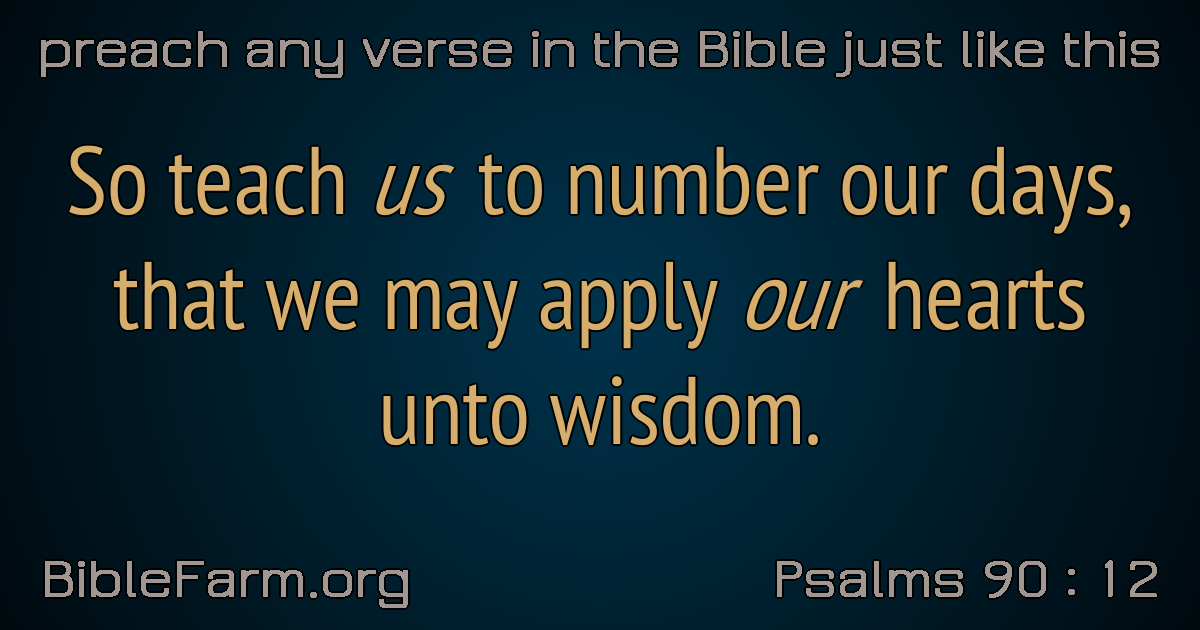 preach any verse in the Bible just like this
So teach us to number our days,
that we may apply our hearts
unto wisdom.
BibleFarm.org
Psalms 90 : 12